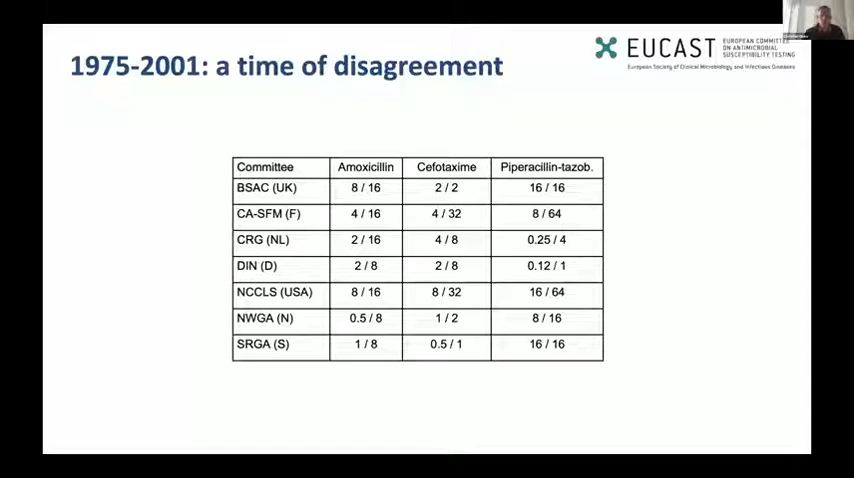 1975-2001: a time of disagreement
EUCAST
EUROPEAN COMMITTEE
ON ANTIMICROBIAL
SUSCEPTIBILITY TESTING
European Society of Clinical Microbiology and Infectious Diseases
Committee Amoxicillin Cefotaxime Piperacillin-tazob.
BSAC (UK) 8 / 16 2 / 2 16 / 16
CA-SFM (F) 4 / 16 4 / 32 8 / 64
CRG (NL) 2 / 16 4 / 8 0.25 / 4
DIN (D) 2 / 8 2 / 8 0.12 / 1
NCCLS (USA) 8 / 16 8 / 32 16 / 64
NWGA (N) 0.5 / 8 1 / 2 8 / 16
SRGA (S) 1 / 8 0.5 / 1 16 / 16